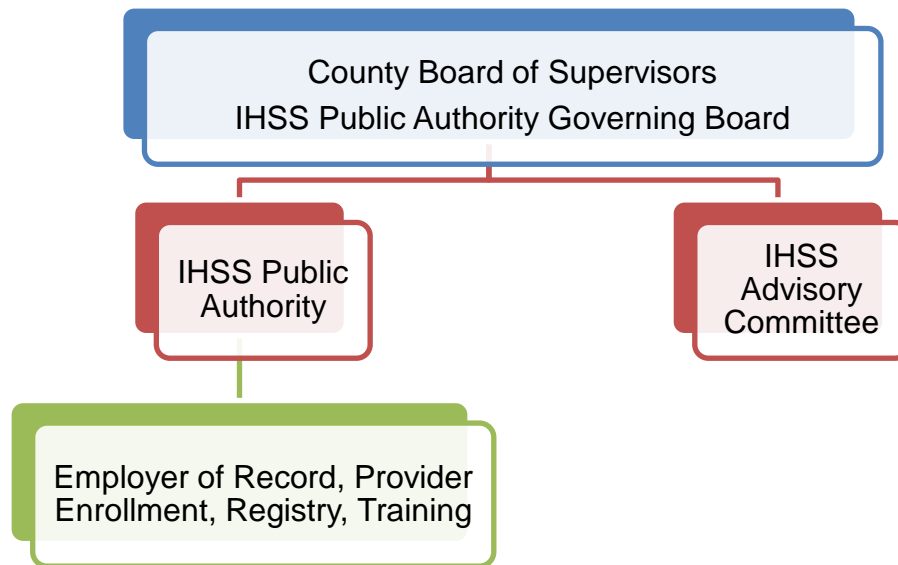 County Board of Supervisors
IHSS Public Authority Governing Board
IHSS Public
Authority
IHSS
Advisory
Committee
Employer of Record, Provider
Enrollment, Registry, Training